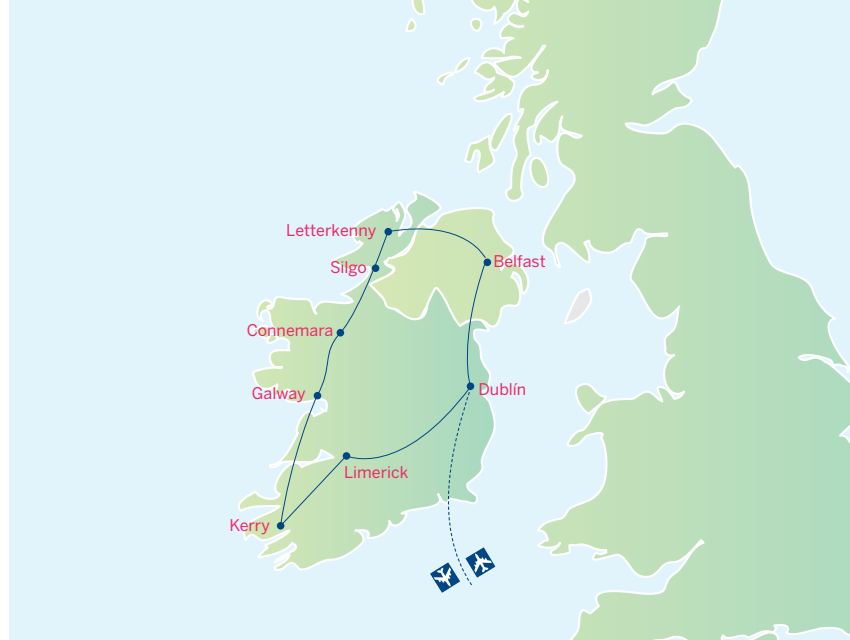 Letterkenny
Silgo
Belfast
Connemara
Galway
Dublín
Limerick
Kerry